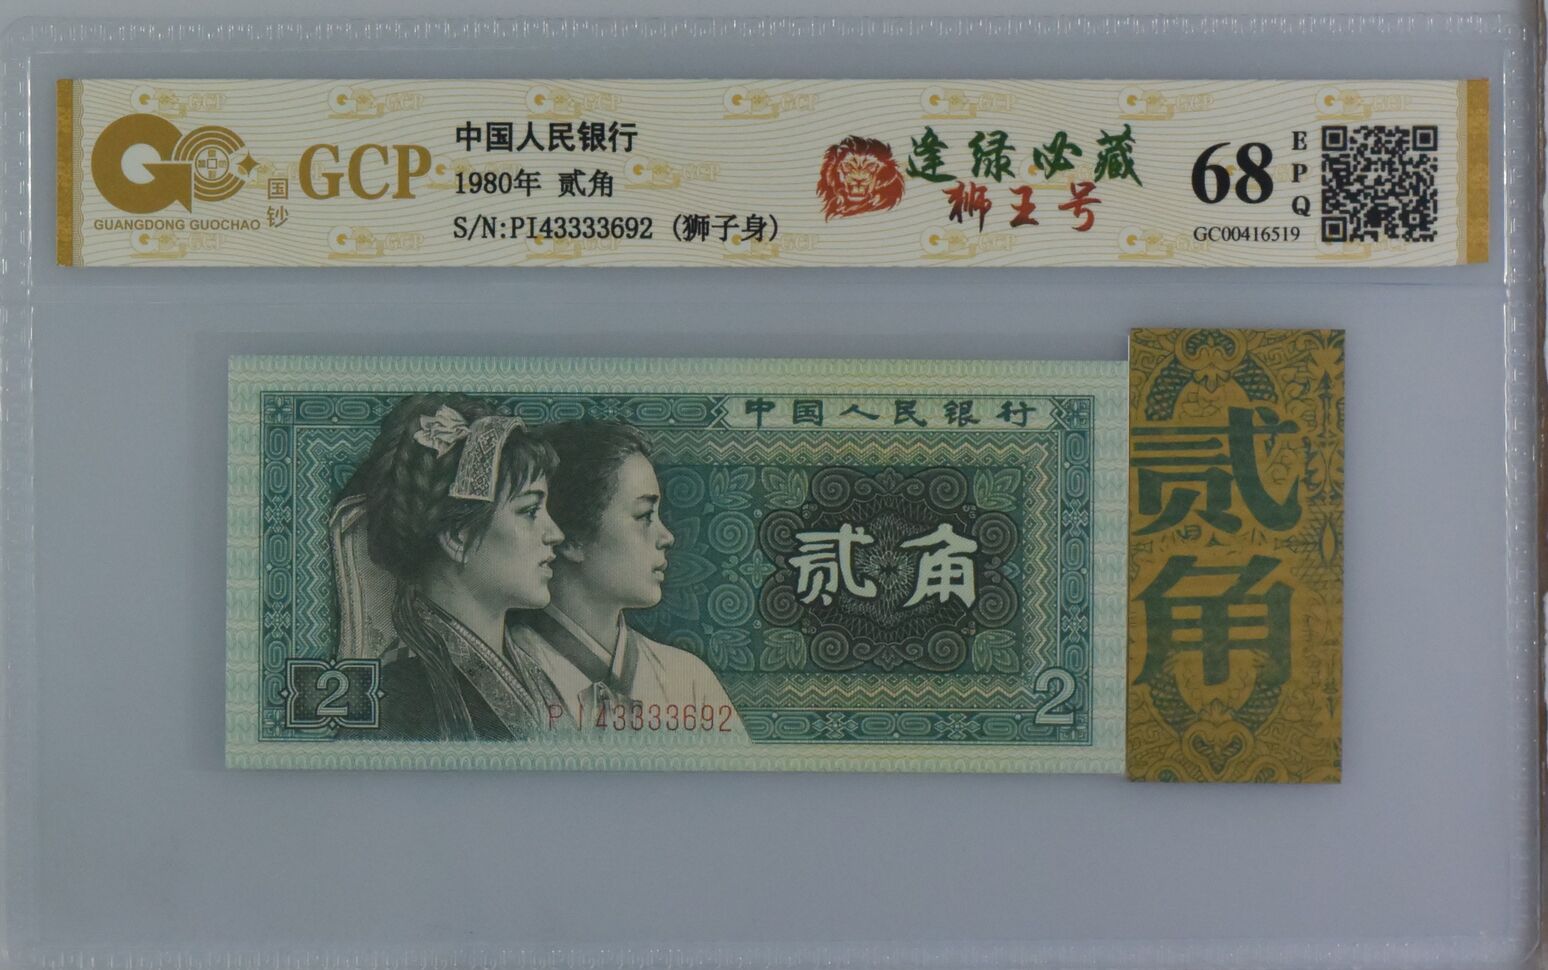 GCP
国钞
GUANGDONG GUOCHAO
中国人民银行
1980年 贰角
S/N:PI43333692 (狮子身)
逢绿必藏
狮王号
68
EPQ
GC00416519
中国人民银行
贰角
2
2
PI43333692
贰角